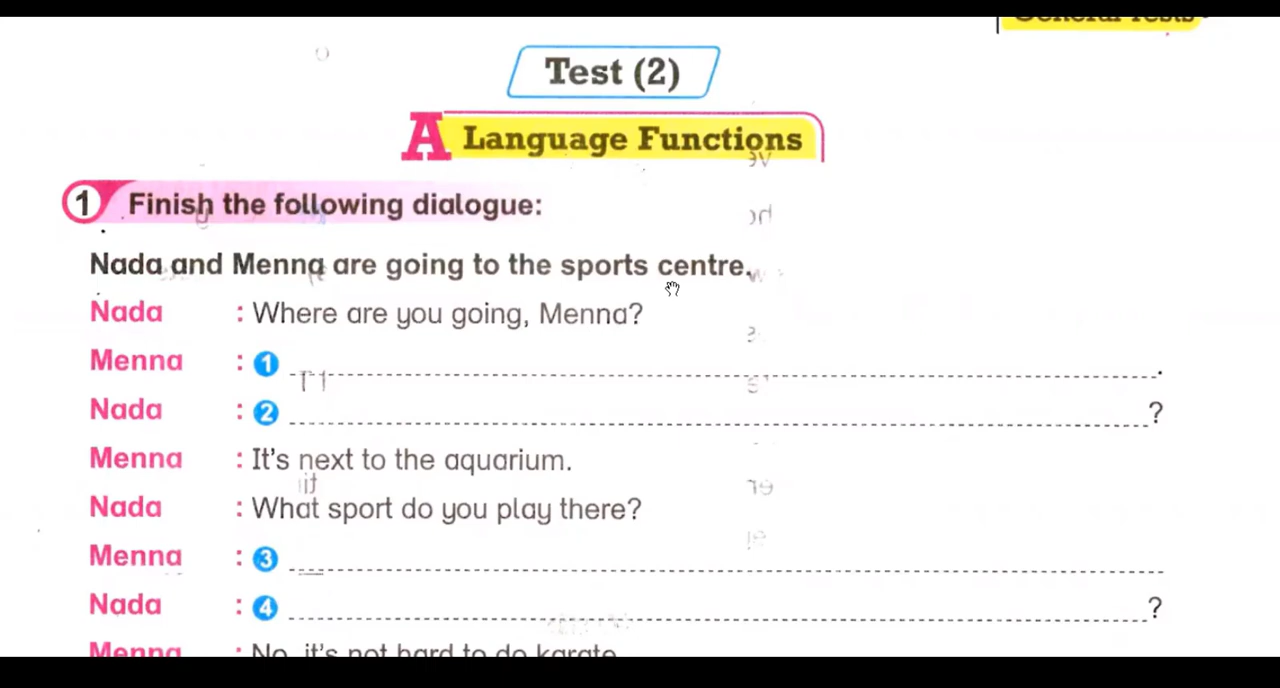 General Tests
Test (2)
A Language Functions
1 Finish the following dialogue:
Nada and Menna are going to the sports centre.
Nada : Where are you going, Menna?
Menna : 1 .
Nada : 2 ?
Menna : It's next to the aquarium.
Nada : What sport do you play there?
Menna : 3
Nada : 4 ?
Menna : No, it's not hard to do karate